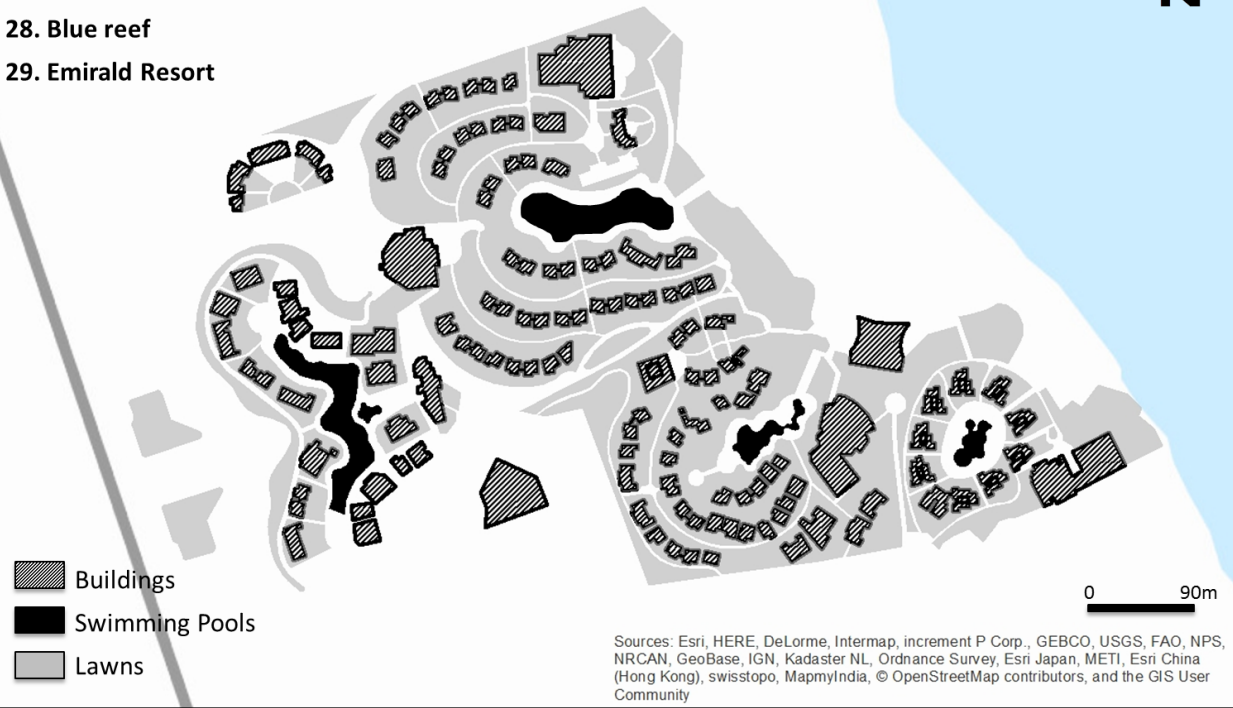 28. Blue reef
29. Emirald Resort
Buildings
Swimming Pools
Lawns
0 90m
Sources: Esri, HERE, DeLorme, Intermap, increment P Corp., GEBCO, USGS, FAO, NPS,
NRCAN, GeoBase, IGN, Kadaster NL, Ordnance Survey, Esri Japan, METI, Esri China
(Hong Kong), swisstopo, MapmyIndia, © OpenStreetMap contributors, and the GIS User
Community